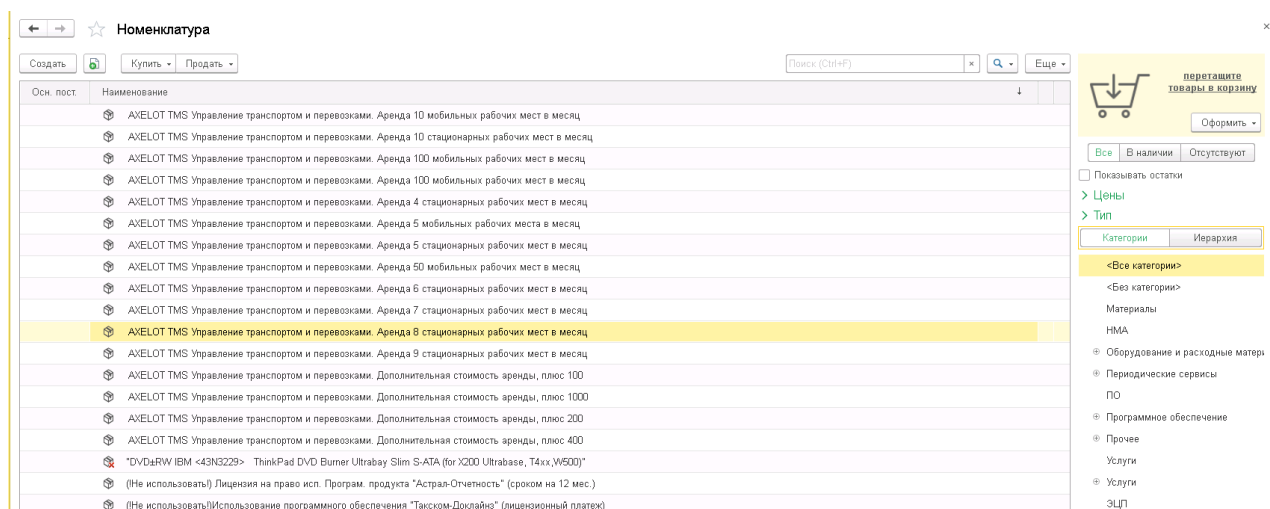 Номенклатура
Создать Купить Продать Поиск (Ctrl+F) Еще
Осн. пост. Наименование
AXELOT TMS Управление транспортом и перевозками. Аренда 10 мобильных рабочих мест в месяц
AXELOT TMS Управление транспортом и перевозками. Аренда 10 стационарных рабочих мест в месяц
AXELOT TMS Управление транспортом и перевозками. Аренда 100 мобильных рабочих мест в месяц
AXELOT TMS Управление транспортом и перевозками. Аренда 100 мобильных рабочих мест в месяц
AXELOT TMS Управление транспортом и перевозками. Аренда 4 стационарных рабочих мест в месяц
AXELOT TMS Управление транспортом и перевозками. Аренда 5 мобильных рабочих места в месяц
AXELOT TMS Управление транспортом и перевозками. Аренда 5 стационарных рабочих мест в месяц
AXELOT TMS Управление транспортом и перевозками. Аренда 50 мобильных рабочих мест в месяц
AXELOT TMS Управление транспортом и перевозками. Аренда 6 стационарных рабочих мест в месяц
AXELOT TMS Управление транспортом и перевозками. Аренда 7 стационарных рабочих мест в месяц
AXELOT TMS Управление транспортом и перевозками. Аренда 8 стационарных рабочих мест в месяц
AXELOT TMS Управление транспортом и перевозками. Аренда 9 стационарных рабочих мест в месяц
AXELOT TMS Управление транспортом и перевозками. Дополнительная стоимость аренды, плюс 100
AXELOT TMS Управление транспортом и перевозками. Дополнительная стоимость аренды, плюс 1000
AXELOT TMS Управление транспортом и перевозками. Дополнительная стоимость аренды, плюс 200
AXELOT TMS Управление транспортом и перевозками. Дополнительная стоимость аренды, плюс 400
"DVD±RW IBM <43N3229> ThinkPad DVD Burner Ultrabay Slim S-ATA (for X200 Ultrabase, T4xx,W500)"
(!Не использовать!) Лицензия на право исп. Програм. продукта "Астрал-Отчетность" (сроком на 12 мес.)
(!Не использовать!)Использование программного обеспечения "Такском-Доклайнз" (лицензионный платеж)
перетащите
товары в корзину
Оформить
Все В наличии Отсутствуют
Показывать остатки
Цены
Тип
Категории Иерархия
<Все категории>
<Без категории>
Материалы
НМА
Оборудование и расходные матери
Периодические сервисы
ПО
Программное обеспечение
Прочее
Услуги
Услуги
ЭЦП